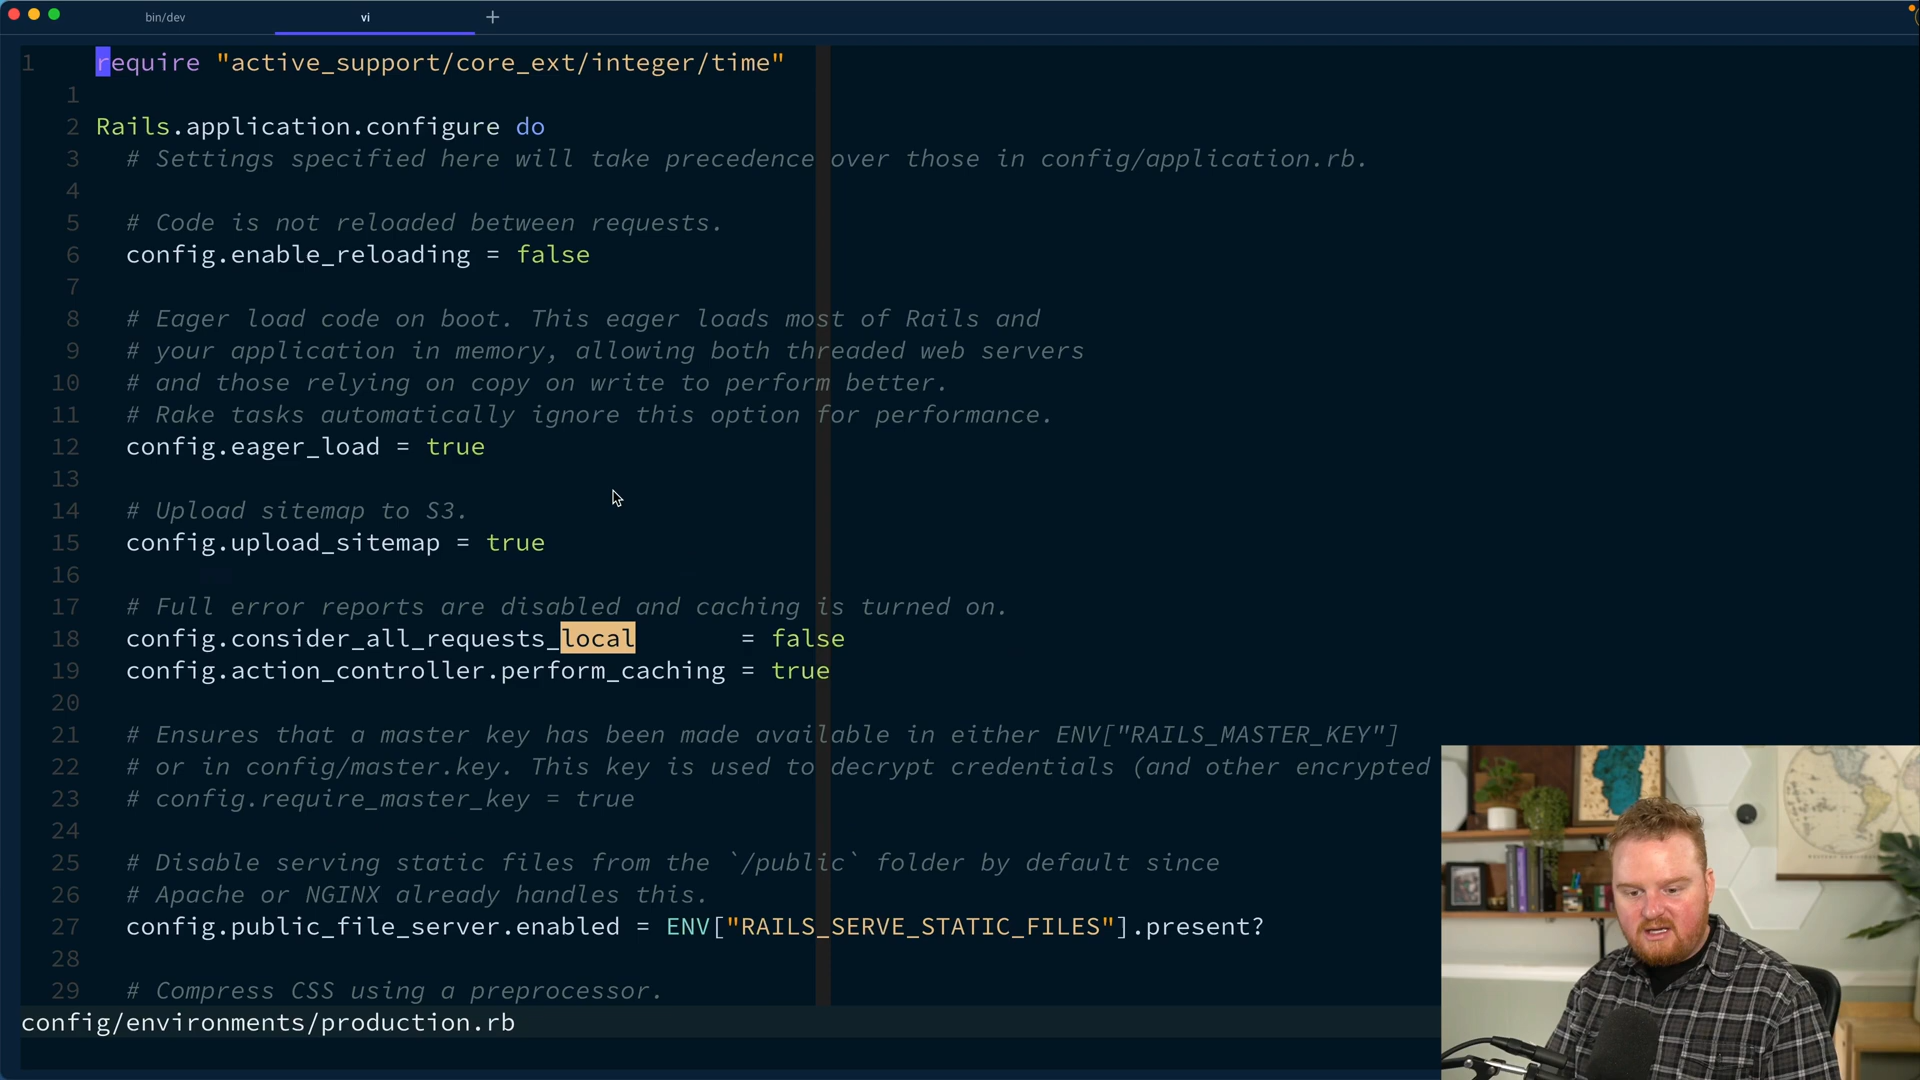 bin/dev
vi
+
1 require "active_support/core_ext/integer/time"
1
2 Rails.application.configure do
3 # Settings specified here will take precedence over those in config/application.rb.
4
5 # Code is not reloaded between requests.
6 config.enable_reloading = false
7
8 # Eager load code on boot. This eager loads most of Rails and
9 # your application in memory, allowing both threaded web servers
10 # and those relying on copy on write to perform better.
11 # Rake tasks automatically ignore this option for performance.
12 config.eager_load = true
13
14 # Upload sitemap to S3.
15 config.upload_sitemap = true
16
17 # Full error reports are disabled and caching is turned on.
18 config.consider_all_requests_local       = false
19 config.action_controller.perform_caching = true
20
21 # Ensures that a master key has been made available in either ENV["RAILS_MASTER_KEY"]
22 # or in config/master.key. This key is used to decrypt credentials (and other encrypted
23 # config.require_master_key = true
24
25 # Disable serving static files from the `/public` folder by default since
26 # Apache or NGINX already handles this.
27 config.public_file_server.enabled = ENV["RAILS_SERVE_STATIC_FILES"].present?
28
29 # Compress CSS using a preprocessor.
config/environments/production.rb